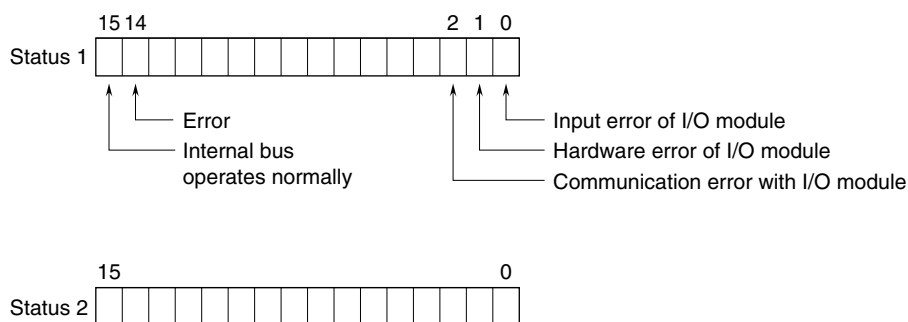 15 14 2 1 0
Status 1
Error
Input error of I/O module
Internal bus
operates normally
Hardware error of I/O module
Communication error with I/O module
15 0
Status 2